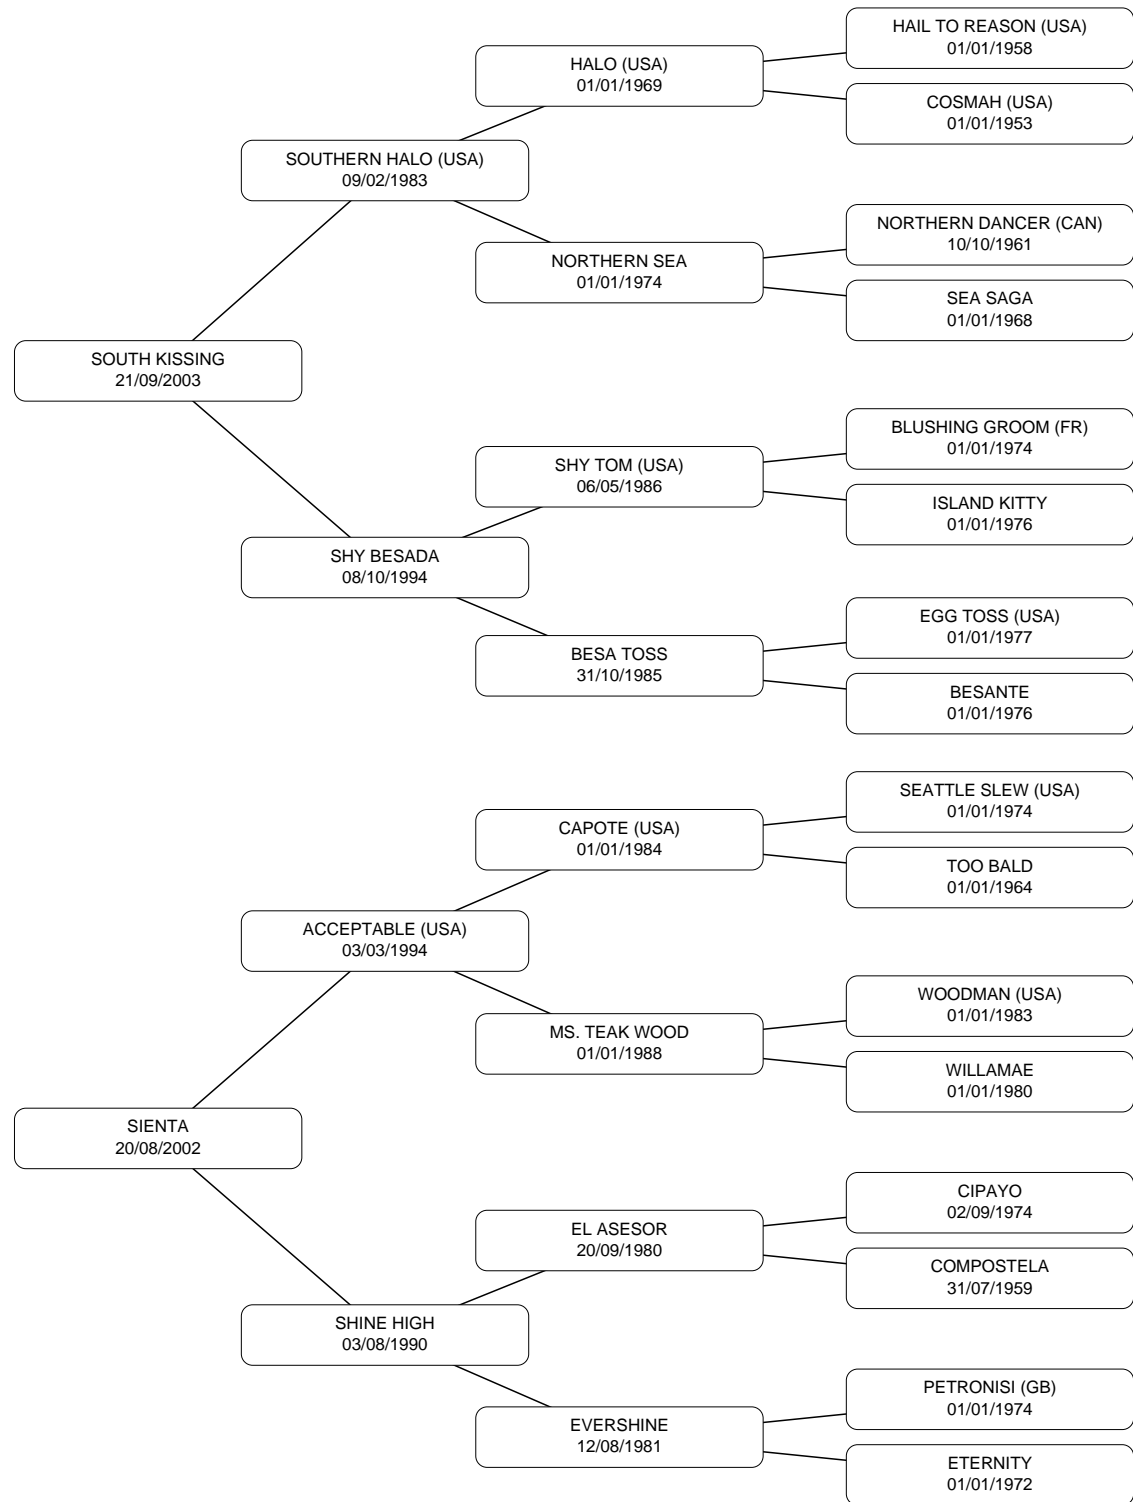 HAIL TO REASON (USA)
01/01/1958
HALO (USA)
01/01/1969
COSMAH (USA)
01/01/1953
SOUTHERN HALO (USA)
09/02/1983
NORTHERN DANCER (CAN)
10/10/1961
NORTHERN SEA
01/01/1974
SEA SAGA
01/01/1968
SOUTH KISSING
21/09/2003
BLUSHING GROOM (FR)
01/01/1974
SHY TOM (USA)
06/05/1986
ISLAND KITTY
01/01/1976
SHY BESADA
08/10/1994
EGG TOSS (USA)
01/01/1977
BESA TOSS
31/10/1985
BESANTE
01/01/1976
SEATTLE SLEW (USA)
01/01/1974
CAPOTE (USA)
01/01/1984
TOO BALD
01/01/1964
ACCEPTABLE (USA)
03/03/1994
WOODMAN (USA)
01/01/1983
MS. TEAK WOOD
01/01/1988
WILLAMAE
01/01/1980
SIENTA
20/08/2002
CIPAYO
02/09/1974
EL ASESOR
20/09/1980
COMPOSTELA
31/07/1959
SHINE HIGH
03/08/1990
PETRONISI (GB)
01/01/1974
EVERSHINE
12/08/1981
ETERNITY
01/01/1972